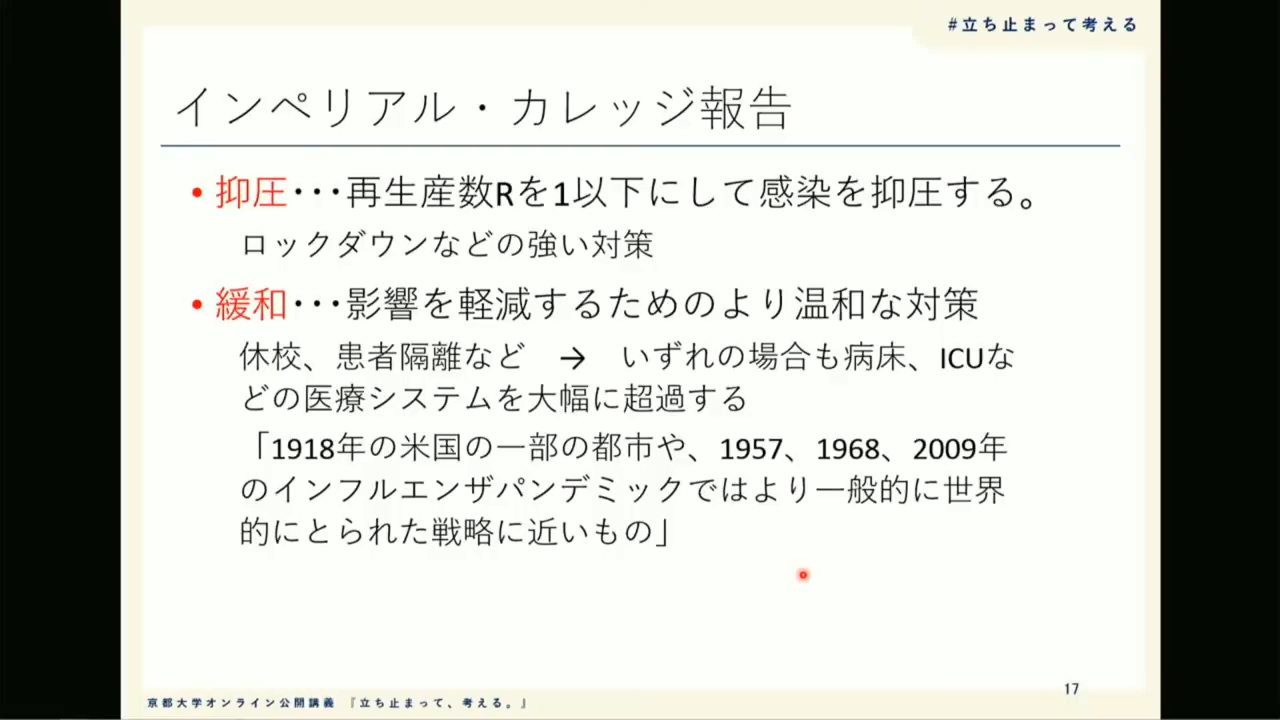 #立ち止まって考える
インペリアル・カレッジ報告
• 抑圧･･･再生産数Rを1以下にして感染を抑圧する。
ロックダウンなどの強い対策
• 緩和･･･影響を軽減するためのより温和な対策
休校、患者隔離など　→　いずれの場合も病床、ICUな
どの医療システムを大幅に超過する
「1918年の米国の一部の都市や、1957、1968、2009年
のインフルエンザパンデミックではより一般的に世界
的にとられた戦略に近いもの」
17
京都大学オンライン公開講義 『立ち止まって、考える。』